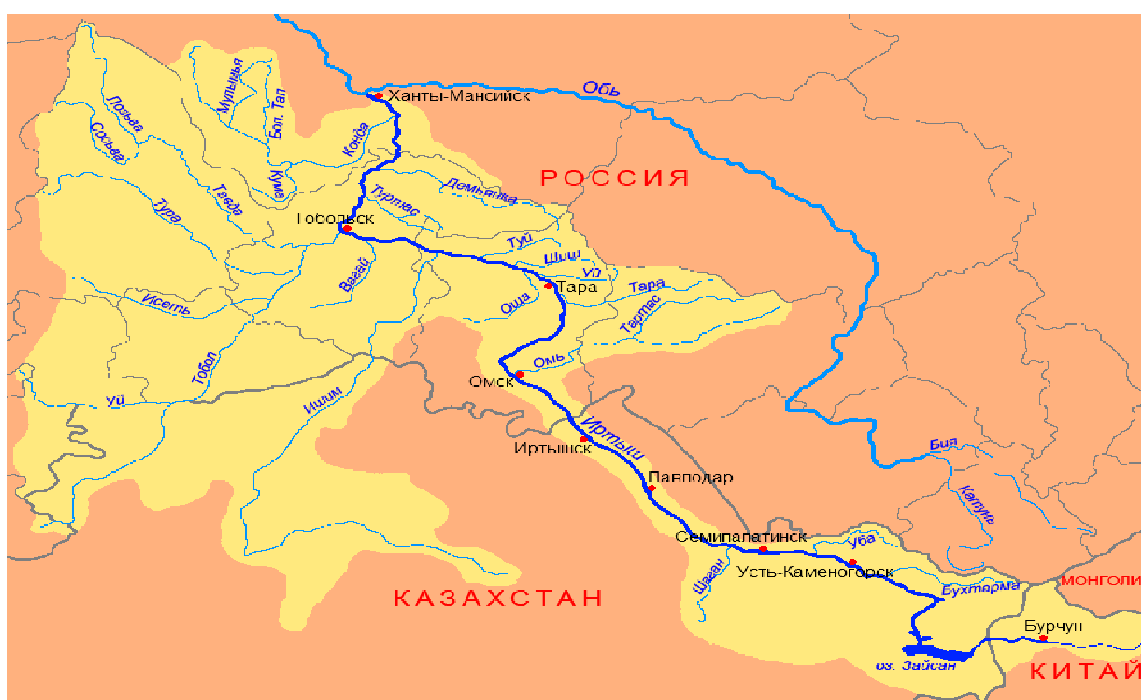 Обь
Ханты-Мансийск
Мулымья
Бол. Тап
Лозьва
Сосьва
Конда
Кума
РОССИЯ
Демьянка
Тавда
Тура
Туртас
Тобольск
Туй
Шиш
Уй
Вагай
Тара
Тара
Исеть
Оша
Тартас
Омь
Тобол
Омск
Уй
Ишим
Иртыш
Иртышск
Бия
Павлодар
Катунь
Семипалатинск
Уба
Усть-Каменогорск
Шаган
МОНГОЛИ
Бухтарма
КАЗАХСТАН
Бурчун
оз. Зайсан
КИТАЙ